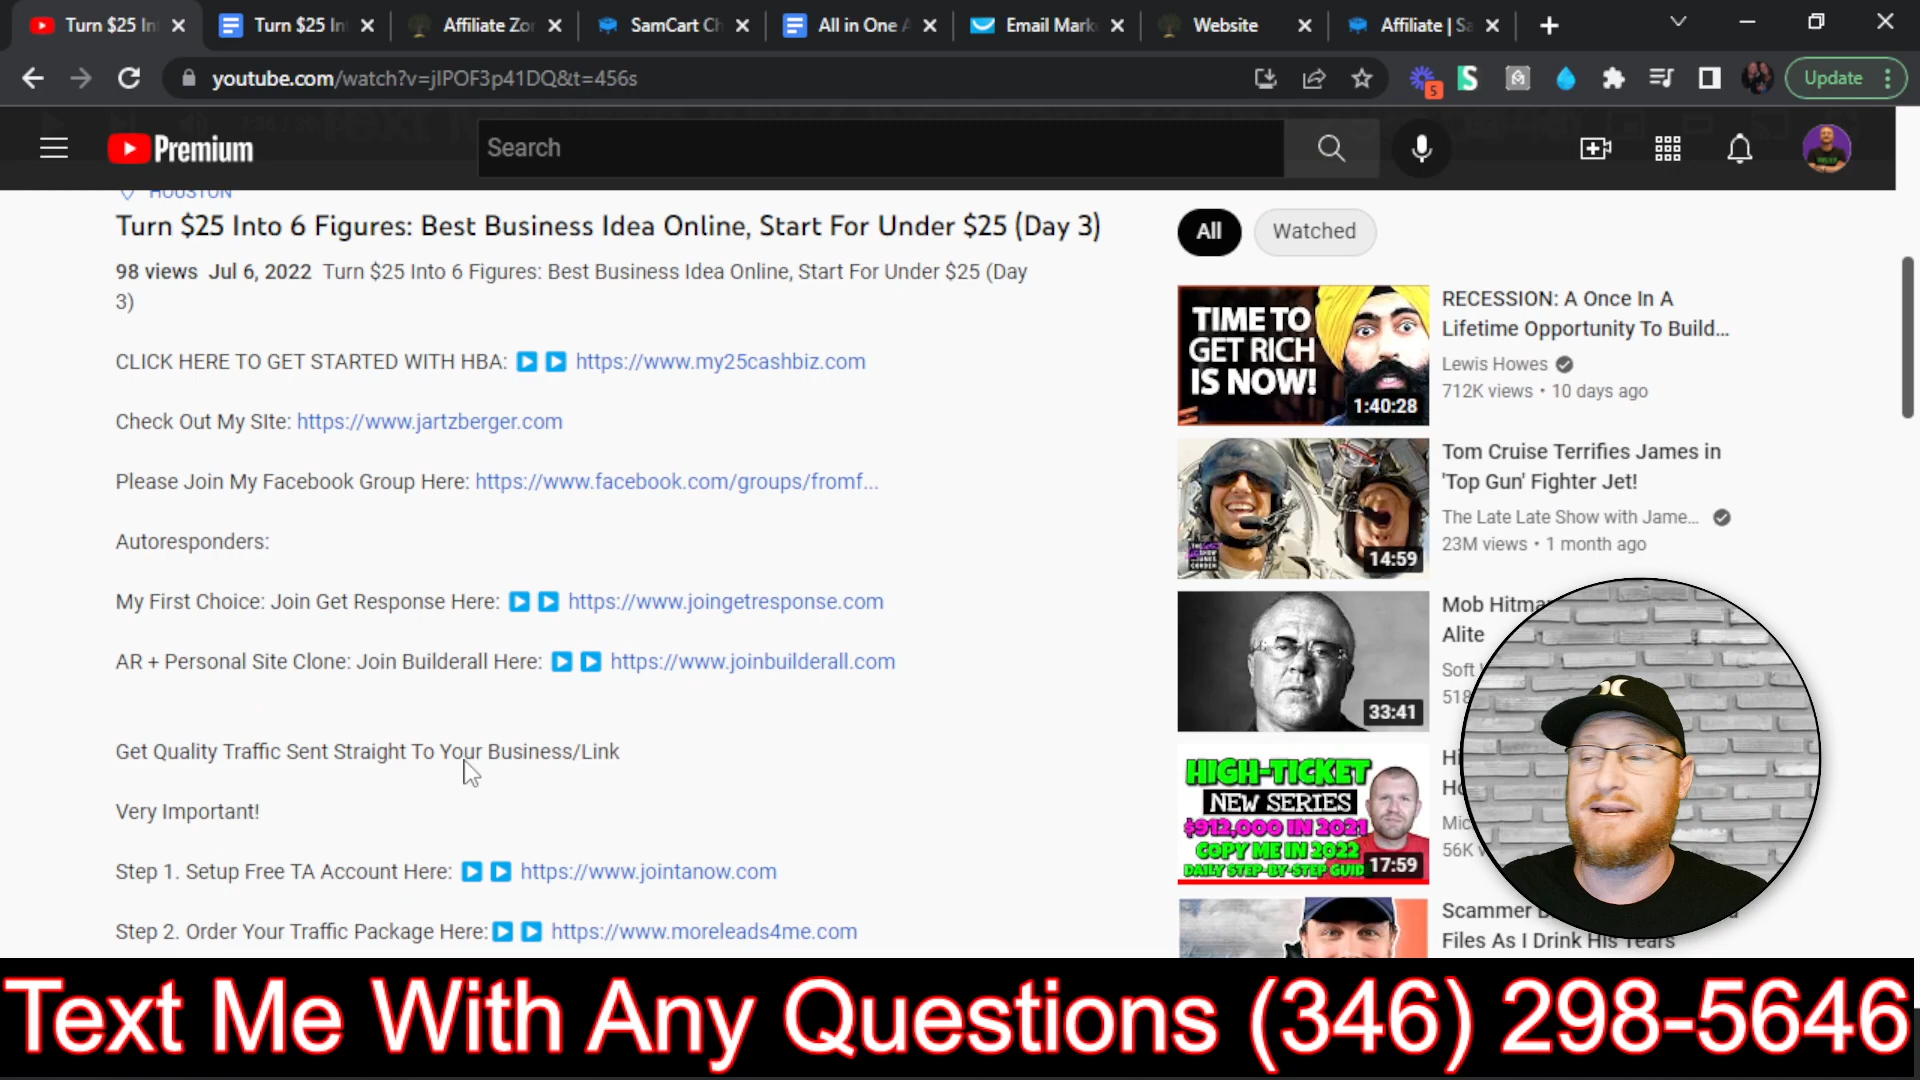 Turn $25 In
Turn $25 In
Affiliate Zo
SamCart Ch
All in One A
Email Mark
Website
Affiliate | Sa
youtube.com/watch?v=jIPOF3p41DQ&t=456s
5
Update
Premium
Search
HOUSTON
Turn $25 Into 6 Figures: Best Business Idea Online, Start For Under $25 (Day 3)
98 views Jul 6, 2022 Turn $25 Into 6 Figures: Best Business Idea Online, Start For Under $25 (Day
3)
CLICK HERE TO GET STARTED WITH HBA: https://www.my25cashbiz.com
Check Out My SIte: https://www.jartzberger.com
Please Join My Facebook Group Here: https://www.facebook.com/groups/fromf...
Autoresponders:
My First Choice: Join Get Response Here: https://www.joingetresponse.com
AR + Personal Site Clone: Join Builderall Here: https://www.joinbuilderall.com
Get Quality Traffic Sent Straight To Your Business/Link
Very Important!
Step 1. Setup Free TA Account Here: https://www.jointanow.com
Step 2. Order Your Traffic Package Here: https://www.moreleads4me.com
All
Watched
TIME TO
GET RICH
IS NOW!
1:40:28
RECESSION: A Once In A
Lifetime Opportunity To Build...
Lewis Howes
712K views • 10 days ago
14:59
Tom Cruise Terrifies James in
'Top Gun' Fighter Jet!
The Late Late Show with Jame...
23M views • 1 month ago
33:41
Mob Hitma
Alite
Soft
518
HIGH-TICKET
NEW SERIES
$912,000 IN 2021
COPY ME IN 2022
DAILY STEP-BY-STEP GUID
17:59
Hi
Ho
Mic
56K
Scammer
Files As I Drink His Tears
Text Me With Any Questions (346) 298-5646